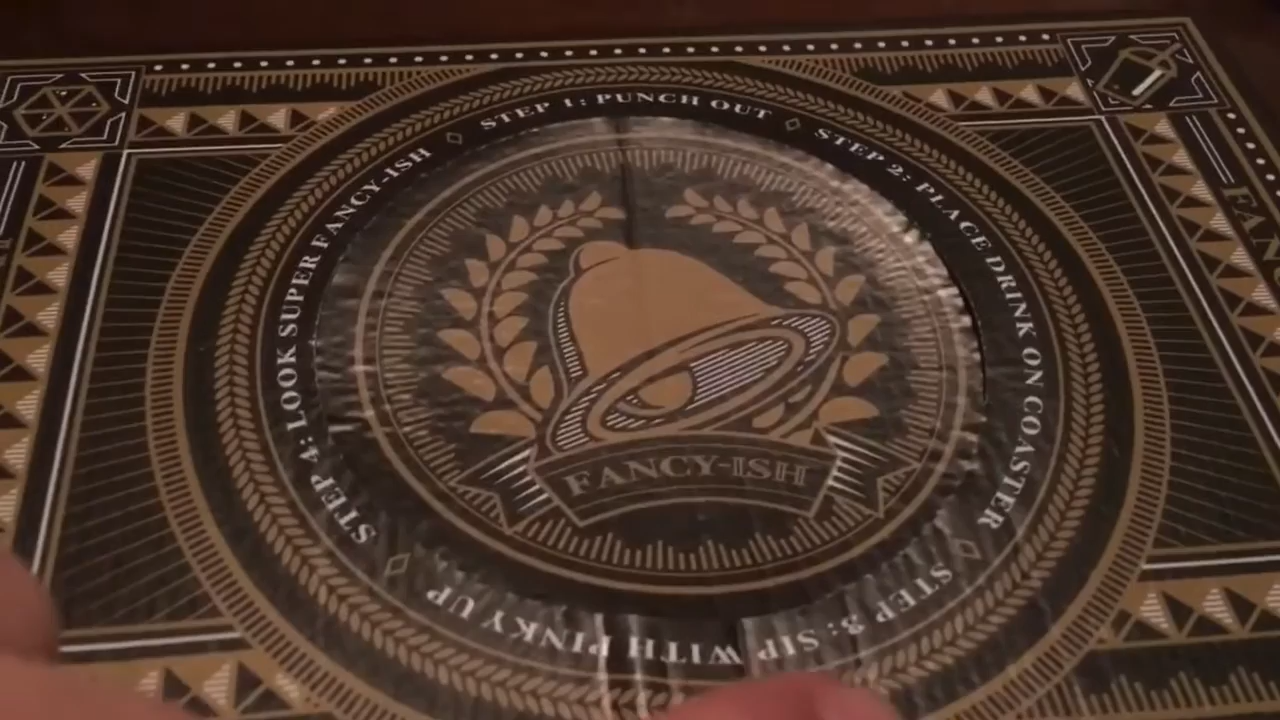 STEP 1: PUNCH OUT
STEP 2: PLACE DRINK ON COASTER
STEP 3: SIP WITH PINKY UP
STEP 4: LOOK SUPER FANCY-ISH
FANCY-ISH